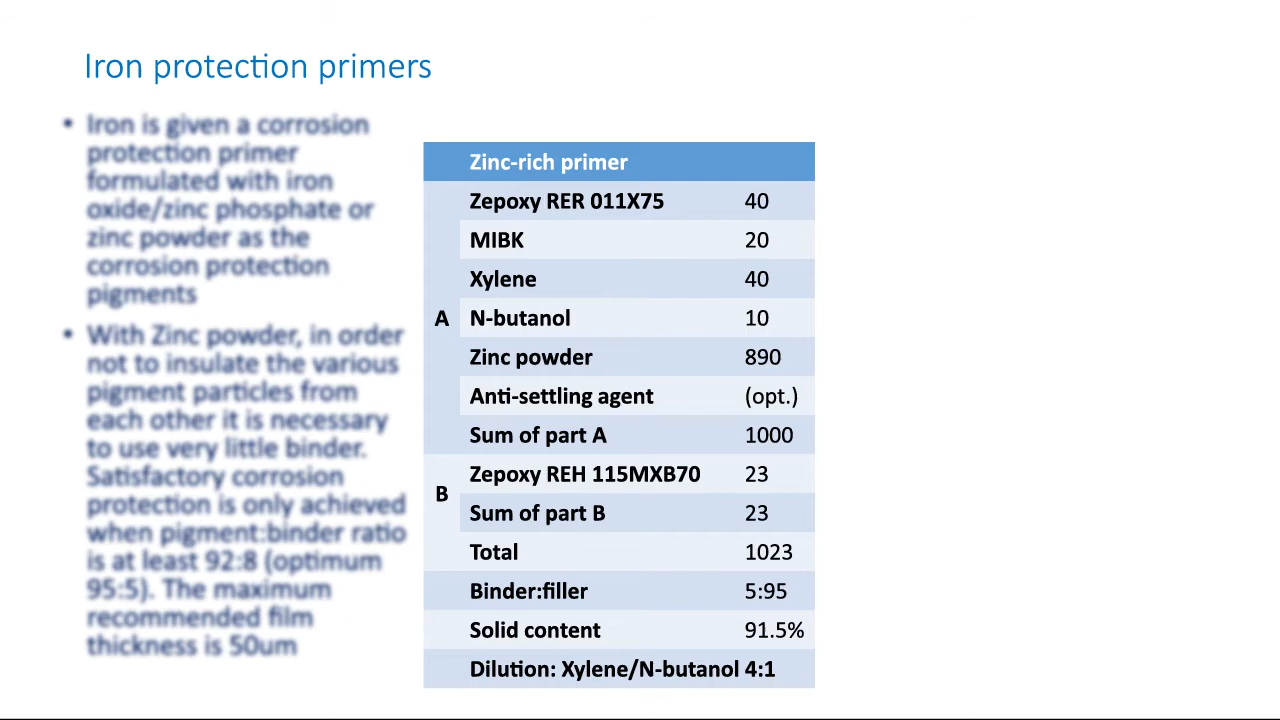 Iron protection primers
• Iron is given a corrosion
protection primer
formulated with iron
oxide/zinc phosphate or
zinc powder as the
corrosion protection
pigments
• With Zinc powder, in order
not to insulate the various
pigment particles from
each other it is necessary
to use very little binder.
Satisfactory corrosion
protection is only achieved
when pigment:binder ratio
is at least 92:8 (optimum
95:5). The maximum
recommended film
thickness is 50um
Zinc-rich primer
Zepoxy RER 011X75 40
MIBK 20
Xylene 40
A N-butanol 10
Zinc powder 890
Anti-settling agent (opt.)
Sum of part A 1000
Zepoxy REH 115MXB70 23
B
Sum of part B 23
Total 1023
Binder:filler 5:95
Solid content 91.5%
Dilution: Xylene/N-butanol 4:1